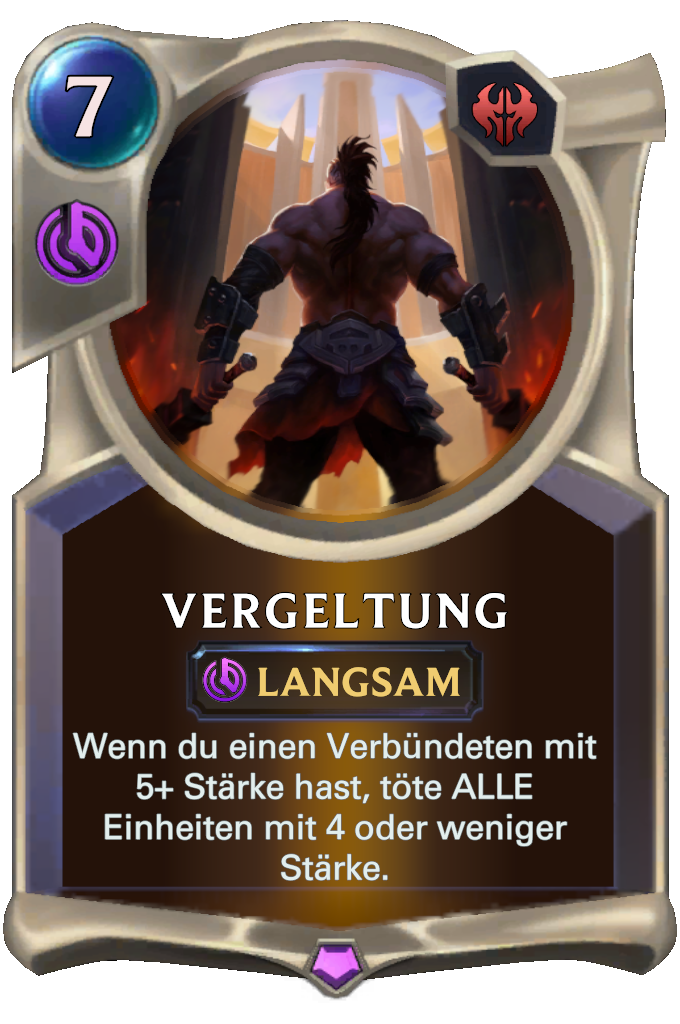 7
VERGELTUNG
LANGSAM
Wenn du einen Verbündeten mit
5+ Stärke hast, töte ALLE
Einheiten mit 4 oder weniger
Stärke.